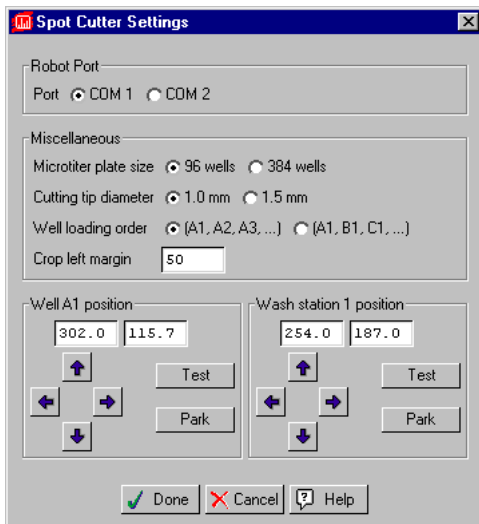 Spot Cutter Settings
Robot Port
Port COM 1 COM 2
Miscellaneous
Microtiter plate size 96 wells 384 wells
Cutting tip diameter 1.0 mm 1.5 mm
Well loading order (A1, A2, A3, ...) (A1, B1, C1, ...)
Crop left margin 50
Well A1 position
302.0 115.7
Test
Park
Wash station 1 position
254.0 187.0
Test
Park
Done Cancel Help